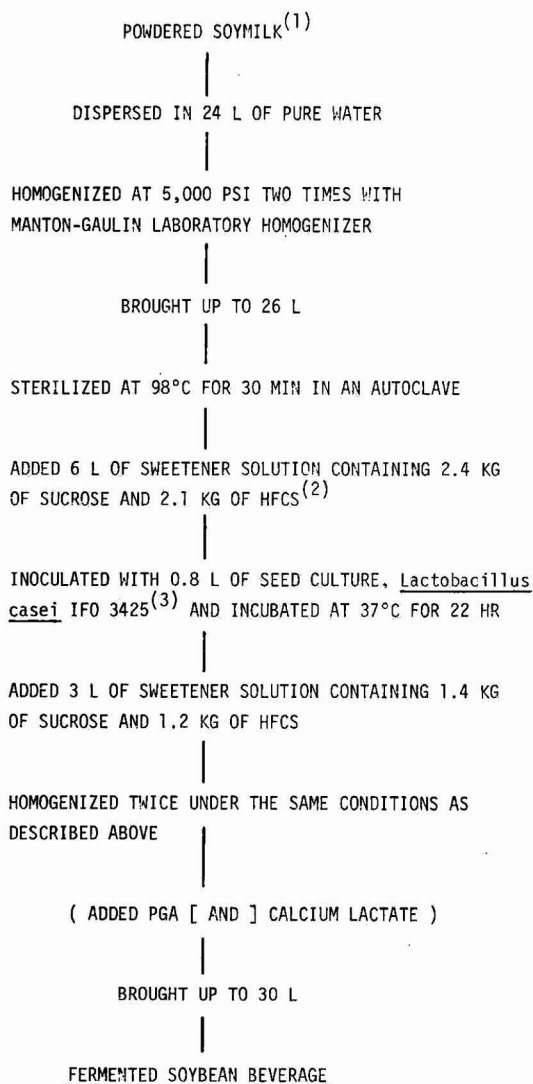 POWDERED SOYMILK(1)
DISPERSED IN 24 L OF PURE WATER
HOMOGENIZED AT 5,000 PSI TWO TIMES WITH
MANTON-GAULIN LABORATORY HOMOGENIZER
BROUGHT UP TO 26 L
STERILIZED AT 98°C FOR 30 MIN IN AN AUTOCLAVE
ADDED 6 L OF SWEETENER SOLUTION CONTAINING 2.4 KG
OF SUCROSE AND 2.1 KG OF HFCS(2)
INOCULATED WITH 0.8 L OF SEED CULTURE, Lactobacillus
casei IFO 3425(3) AND INCUBATED AT 37°C FOR 22 HR
ADDED 3 L OF SWEETENER SOLUTION CONTAINING 1.4 KG
OF SUCROSE AND 1.2 KG OF HFCS
HOMOGENIZED TWICE UNDER THE SAME CONDITIONS AS
DESCRIBED ABOVE
( ADDED PGA [ AND ] CALCIUM LACTATE )
BROUGHT UP TO 30 L
FERMENTED SOYBEAN BEVERAGE